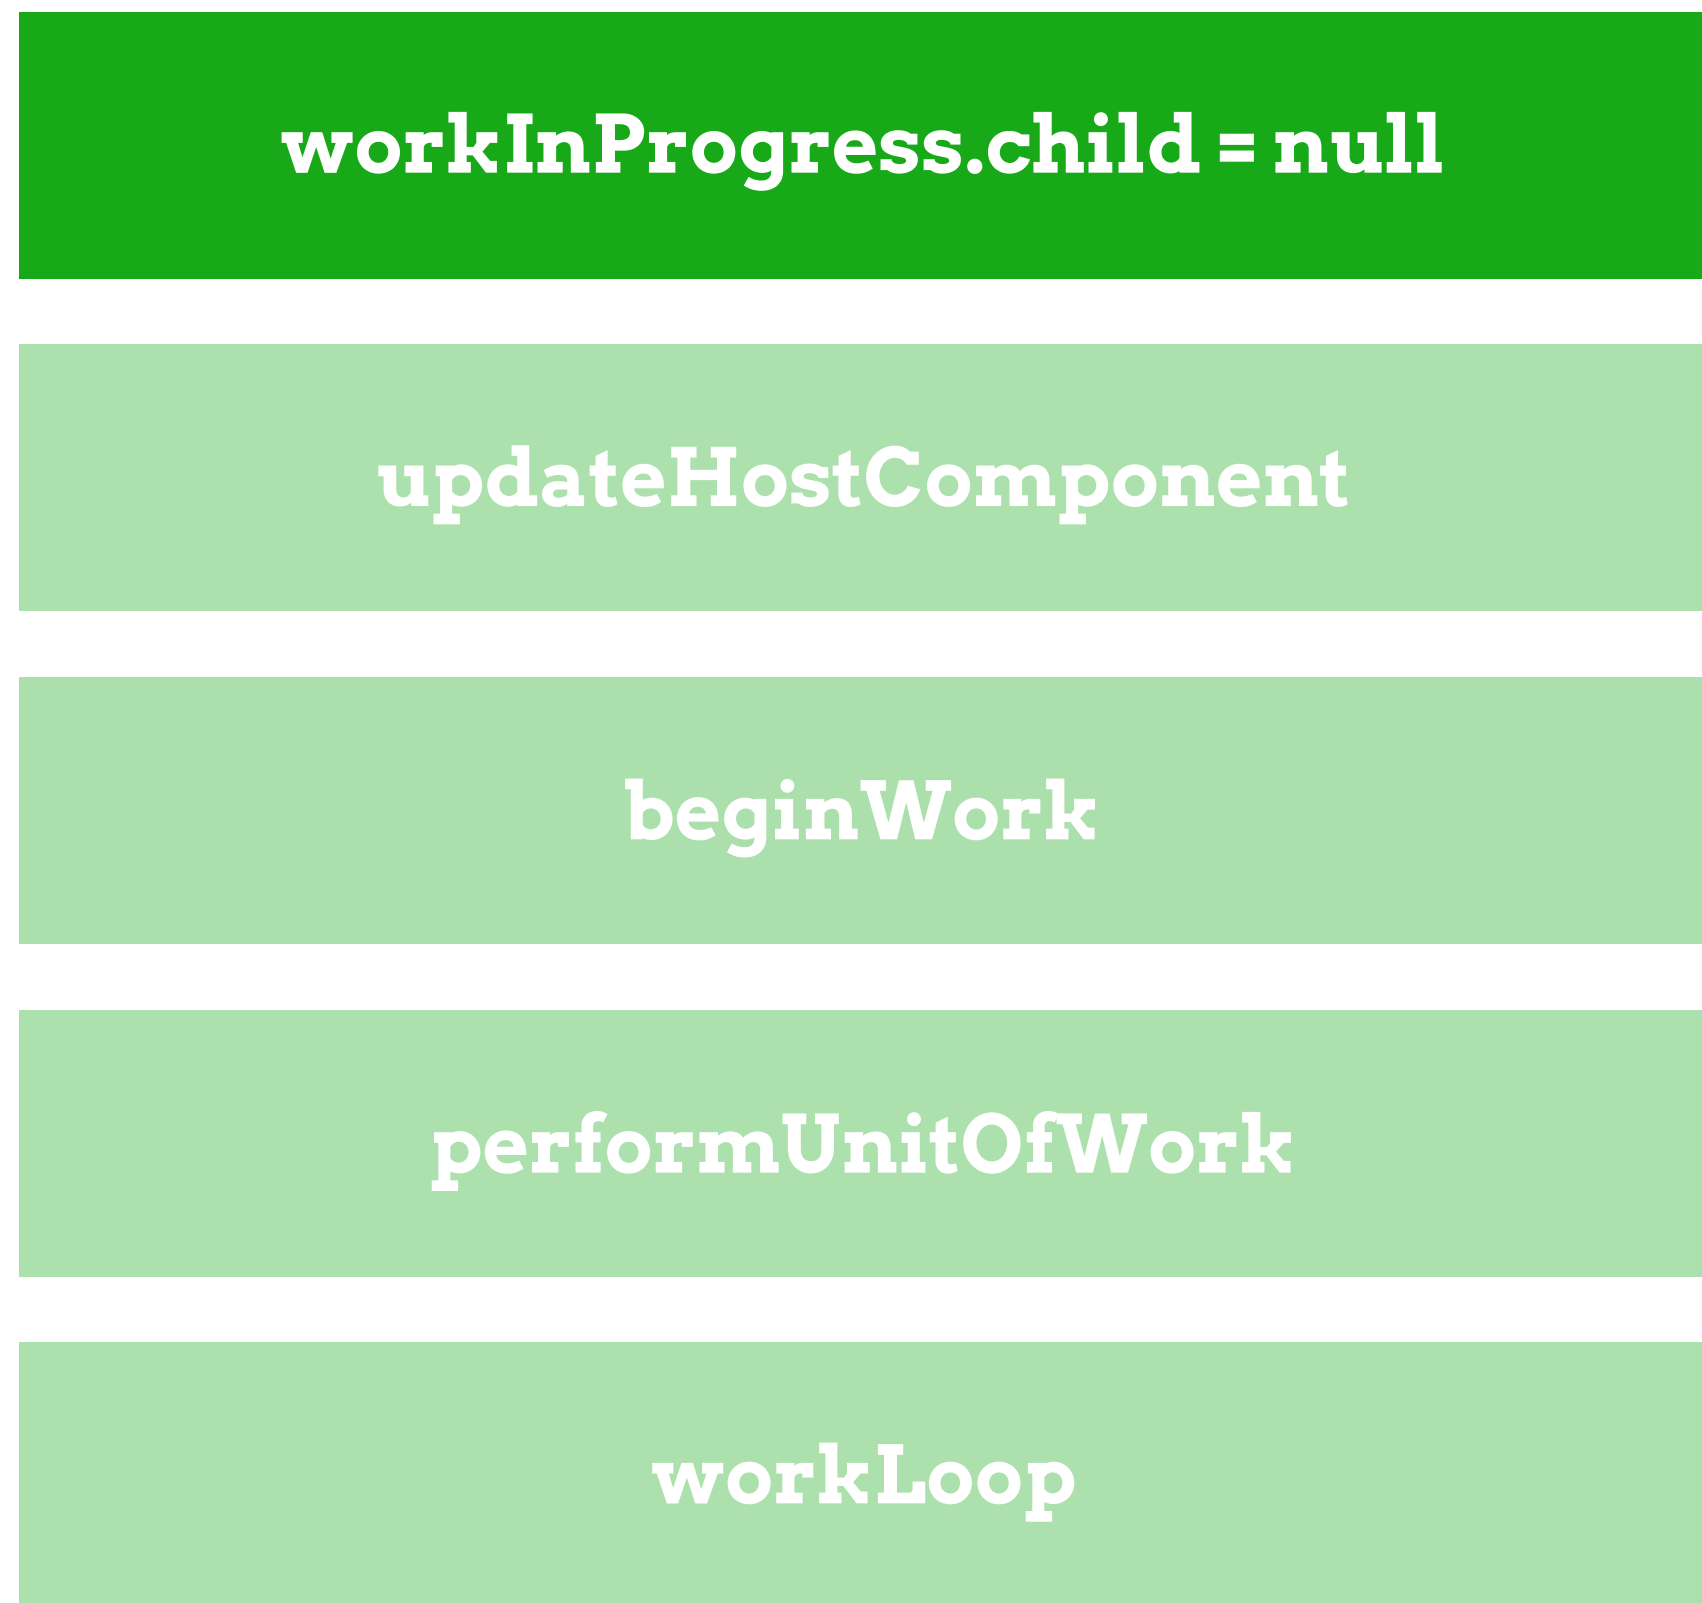 workInProgress.child = null
updateHostComponent
beginWork
performUnitOfWork
workLoop